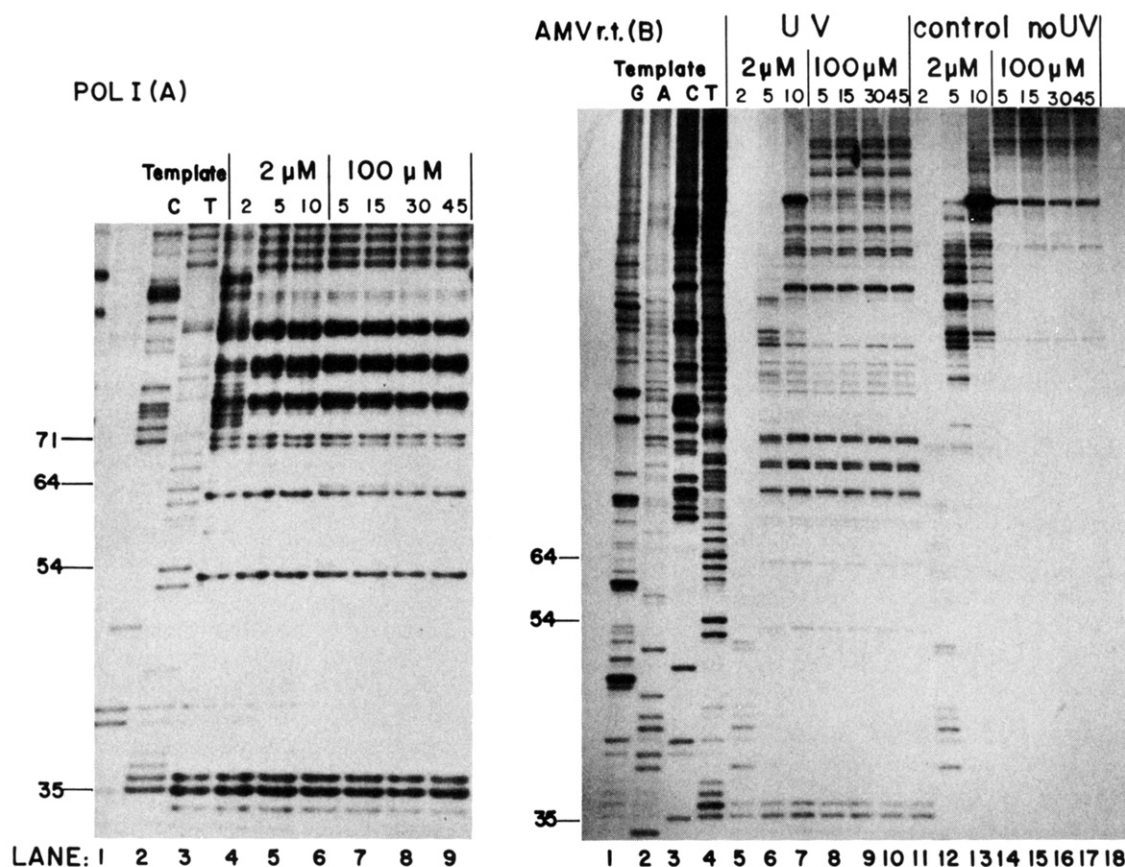 POL I (A)
Template 2 µM 100 µM
C T 2 5 10 5 15 30 45
71
64
54
35
LANE: 1 2 3 4 5 6 7 8 9
AMV r.t. (B) UV control noUV
Template 2µM 100µM 2µM 100µM
G A C T 2 5 10 5 15 30 45 2 5 10 5 15 30 45
64
54
35
1 2 3 4 5 6 7 8 9 10 11 12 13 14 15 16 17 18